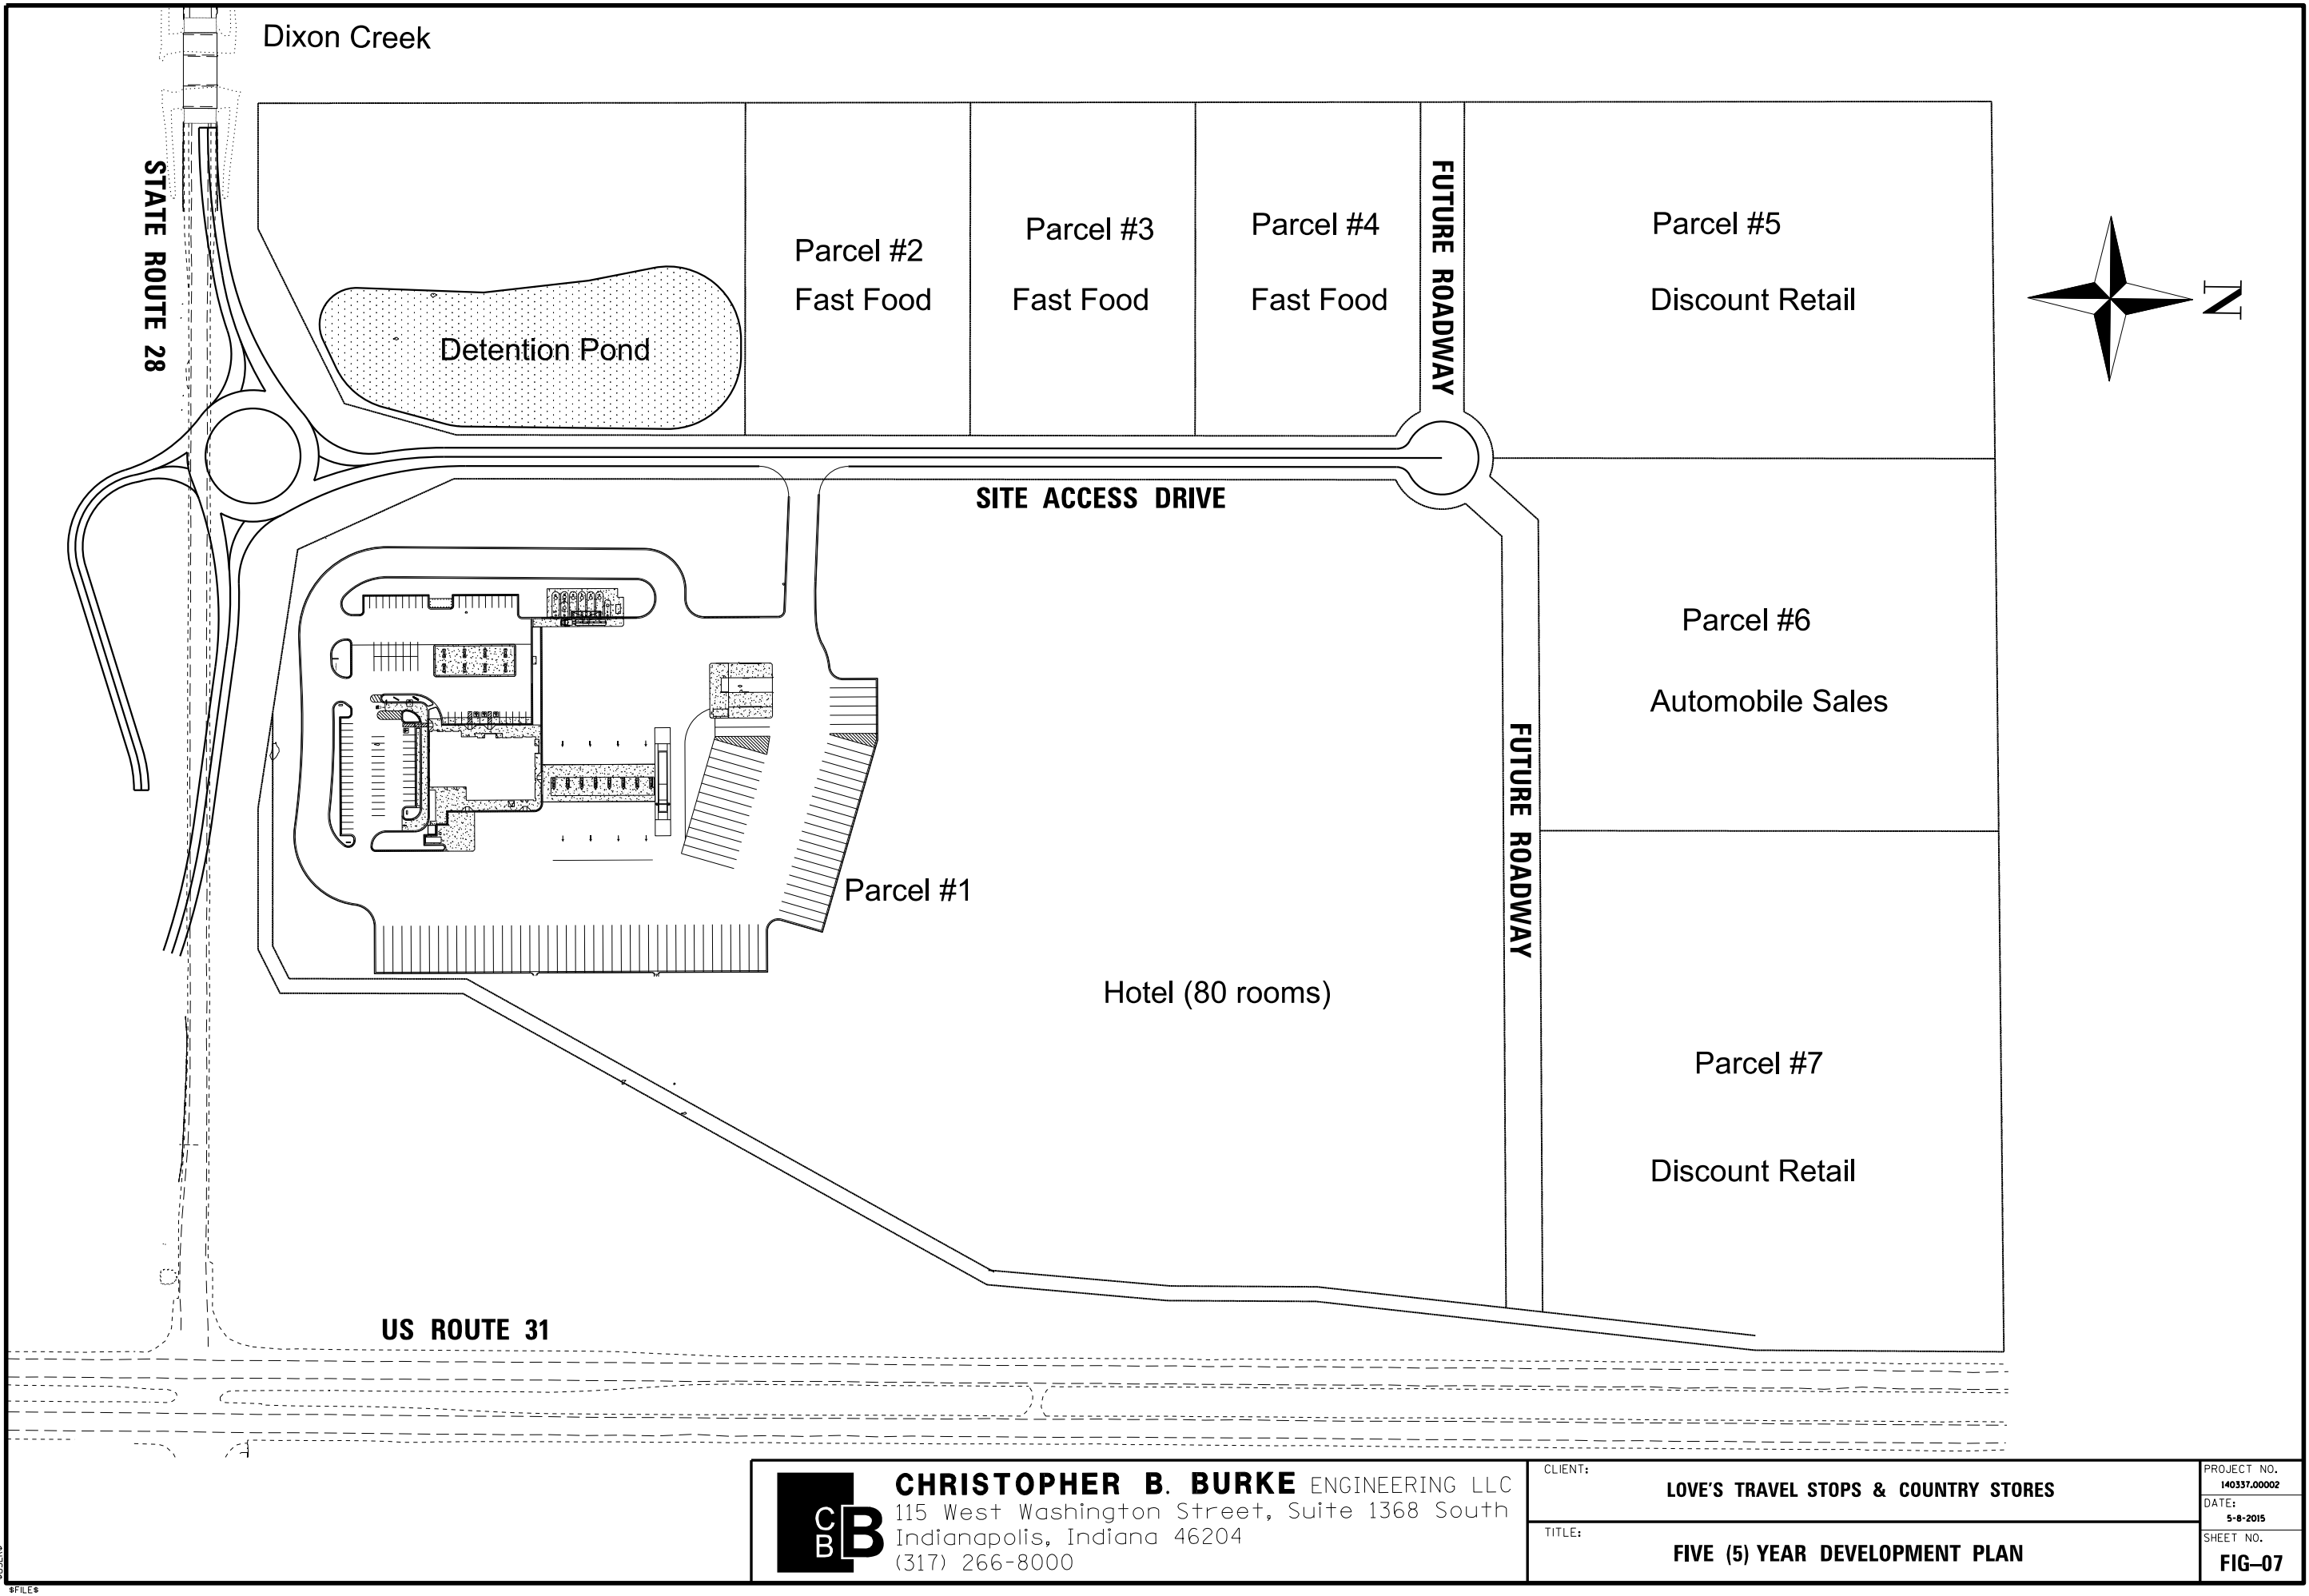 Dixon Creek
STATE ROUTE 28
Parcel #2
Fast Food
Parcel #3
Fast Food
Parcel #4
Fast Food
FUTURE ROADWAY
Parcel #5
Discount Retail
N
Detention Pond
SITE ACCESS DRIVE
Parcel #6
Automobile Sales
FUTURE ROADWAY
Parcel #1
Hotel (80 rooms)
Parcel #7
Discount Retail
US ROUTE 31
CBB
CHRISTOPHER B. BURKE ENGINEERING LLC
115 West Washington Street, Suite 1368 South
Indianapolis, Indiana 46204
(317) 266-8000
CLIENT:
LOVE'S TRAVEL STOPS & COUNTRY STORES
TITLE:
FIVE (5) YEAR DEVELOPMENT PLAN
PROJECT NO.
140337.00002
DATE:
5-8-2015
SHEET NO.
FIG–07
$FILE$